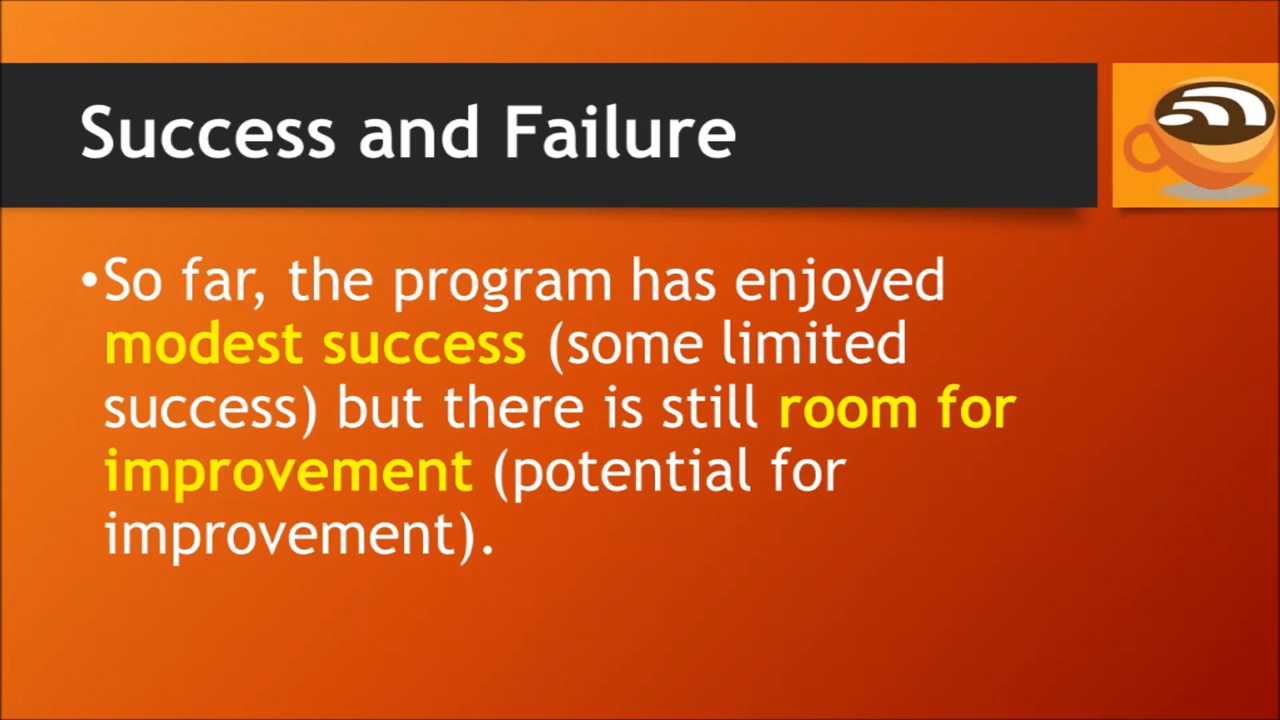 Success and Failure
•So far, the program has enjoyed
modest success (some limited
success) but there is still room for
improvement (potential for
improvement).